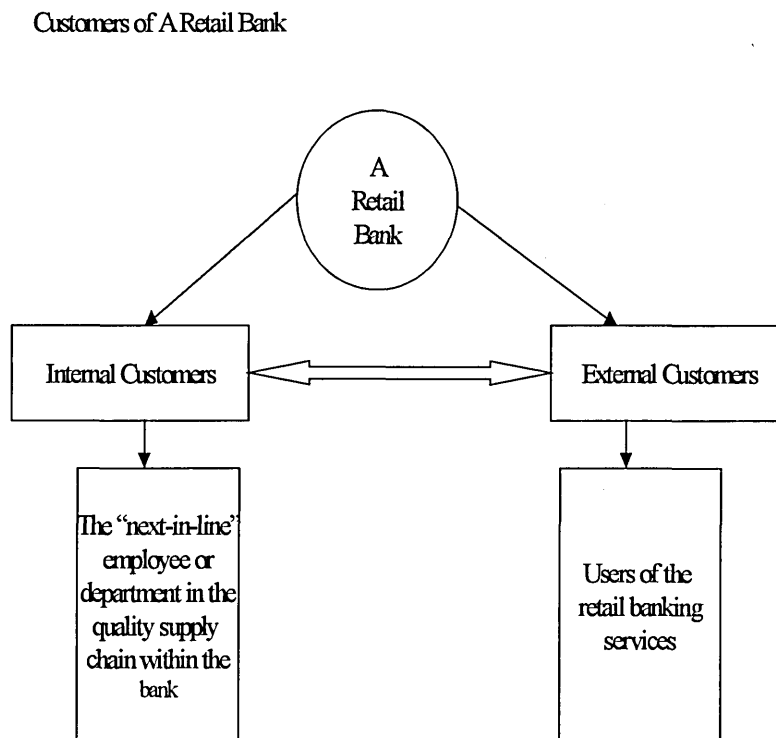 Customers of A Retail Bank
A
Retail
Bank
Internal Customers
External Customers
The “next-in-line”
employee or
department in the
quality supply
chain within the
bank
Users of the
retail banking
services